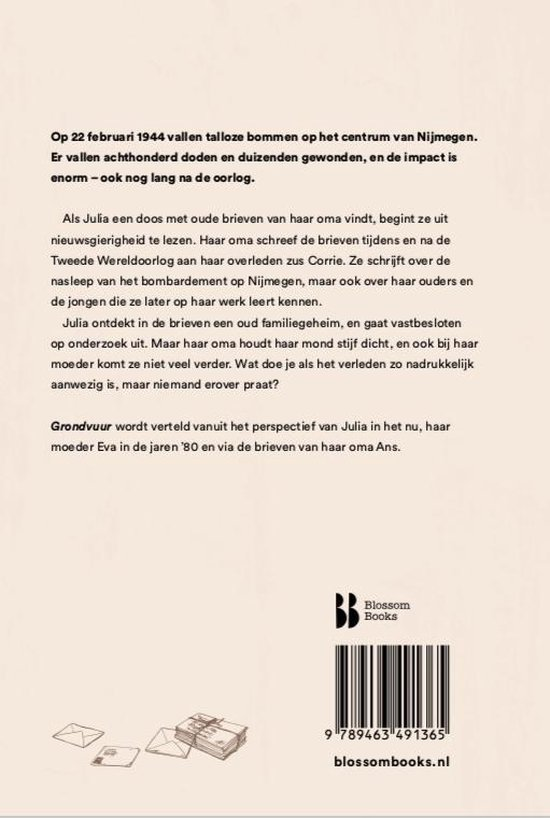 Op 22 februari 1944 vallen talloze bommen op het centrum van Nijmegen.
Er vallen achthonderd doden en duizenden gewonden, en de impact is
enorm – ook nog lang na de oorlog.
Als Julia een doos met oude brieven van haar oma vindt, begint ze uit
nieuwsgierigheid te lezen. Haar oma schreef de brieven tijdens en na de
Tweede Wereldoorlog aan haar overleden zus Corrie. Ze schrijft over de
nasleep van het bombardement op Nijmegen, maar ook over haar ouders en
de jongen die ze later op haar werk leert kennen.
Julia ontdekt in de brieven een oud familiegeheim, en gaat vastbesloten
op onderzoek uit. Maar haar oma houdt haar mond stijf dicht, en ook bij haar
moeder komt ze niet veel verder. Wat doe je als het verleden zo nadrukkelijk
aanwezig is, maar niemand erover praat?
Grondvuur wordt verteld vanuit het perspectief van Julia in het nu, haar
moeder Eva in de jaren '80 en via de brieven van haar oma Ans.
BB
Blossom
Books
9 789463 491365
blossombooks.nl